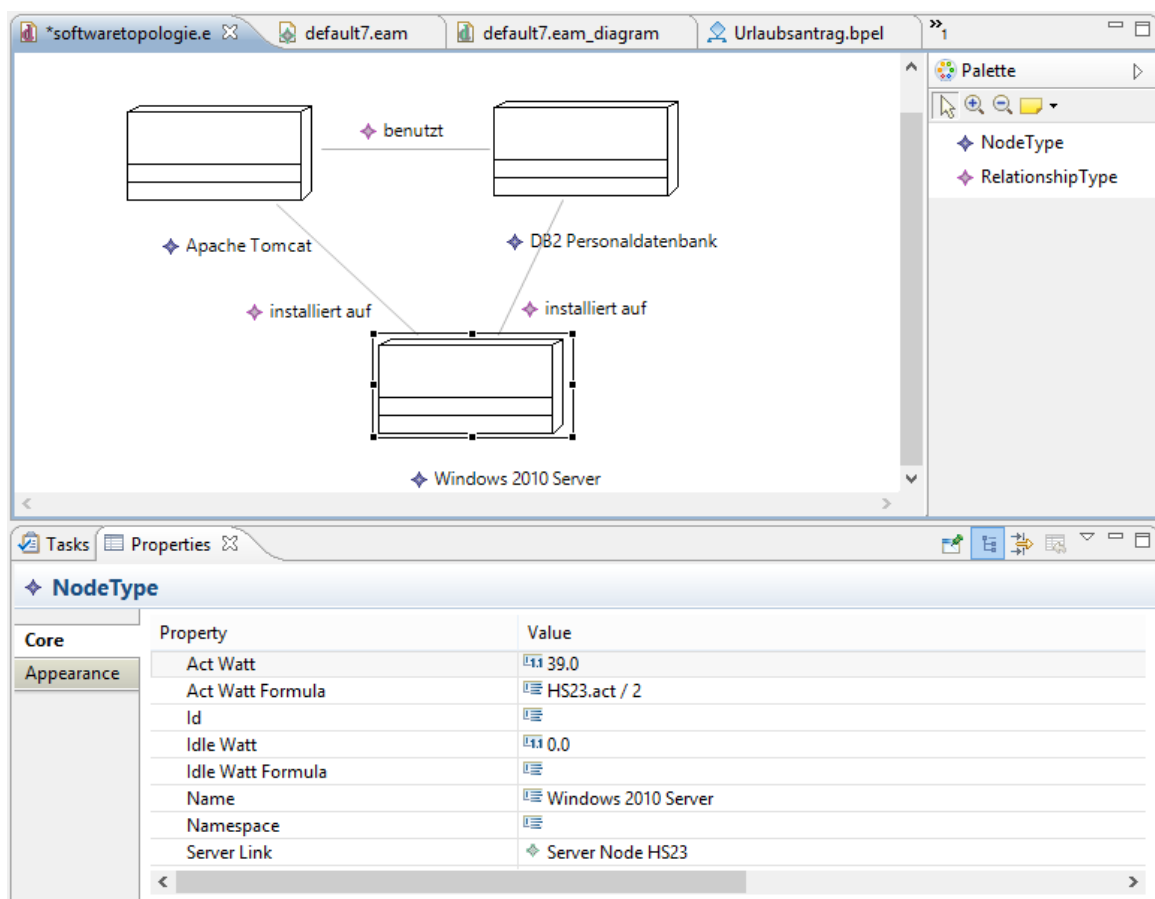 *softwaretopologie.e default7.eam default7.eam_diagram Urlaubsantrag.bpel »1
Palette
benutzt
NodeType
RelationshipType
Apache Tomcat
DB2 Personaldatenbank
installiert auf
installiert auf
Windows 2010 Server
Tasks Properties
NodeType
Core
Appearance
Property Value
Act Watt 39.0
Act Watt Formula HS23.act / 2
Id
Idle Watt 0.0
Idle Watt Formula
Name Windows 2010 Server
Namespace
Server Link Server Node HS23